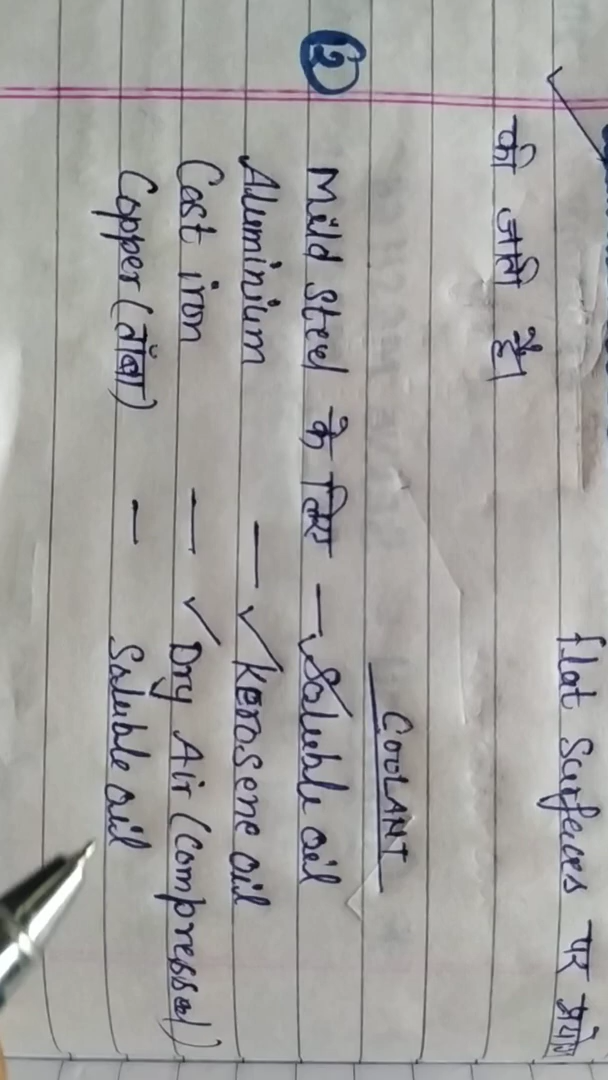 flat surfaces पर
की जाती है।
COOLANT
② Mild Steel के लिए — Soluble oil
Aluminium — ✓ Kerosene oil
Cast iron — ✓ Dry Air (Compressed)
Copper (ताँबा) — Soluble oil